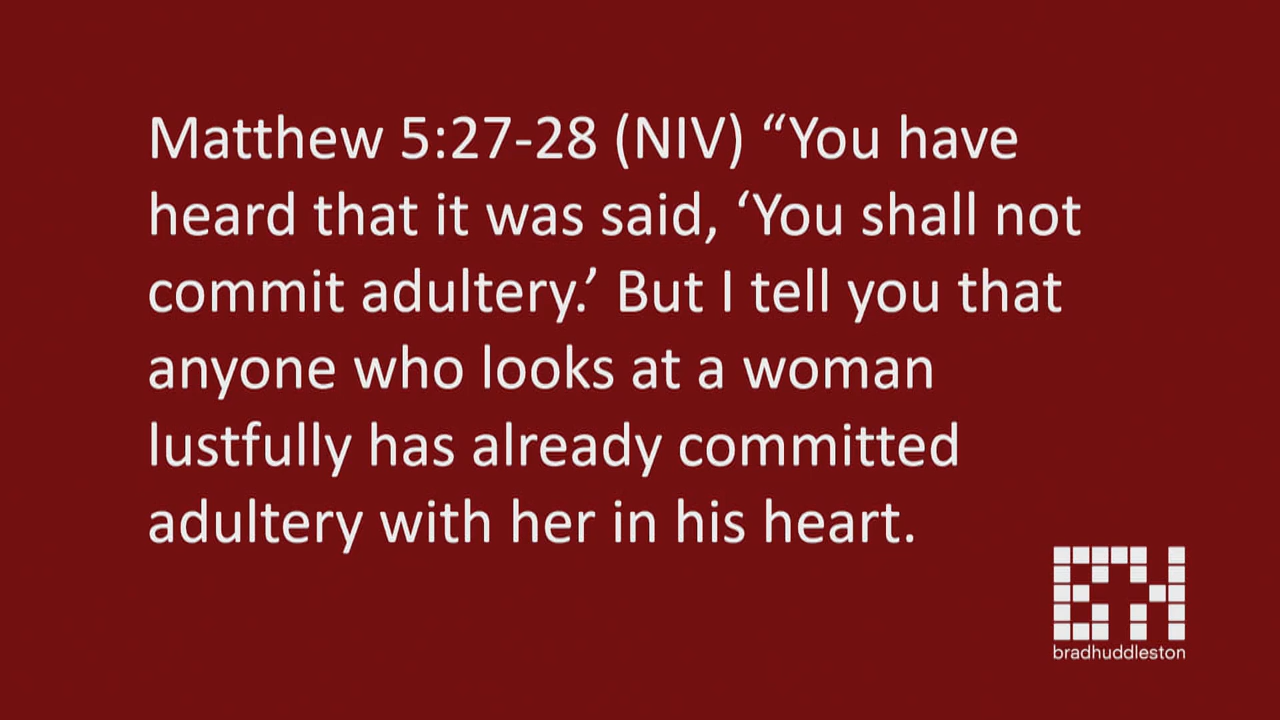 Matthew 5:27-28 (NIV) “You have
heard that it was said, ‘You shall not
commit adultery.’ But I tell you that
anyone who looks at a woman
lustfully has already committed
adultery with her in his heart.
bradhuddleston